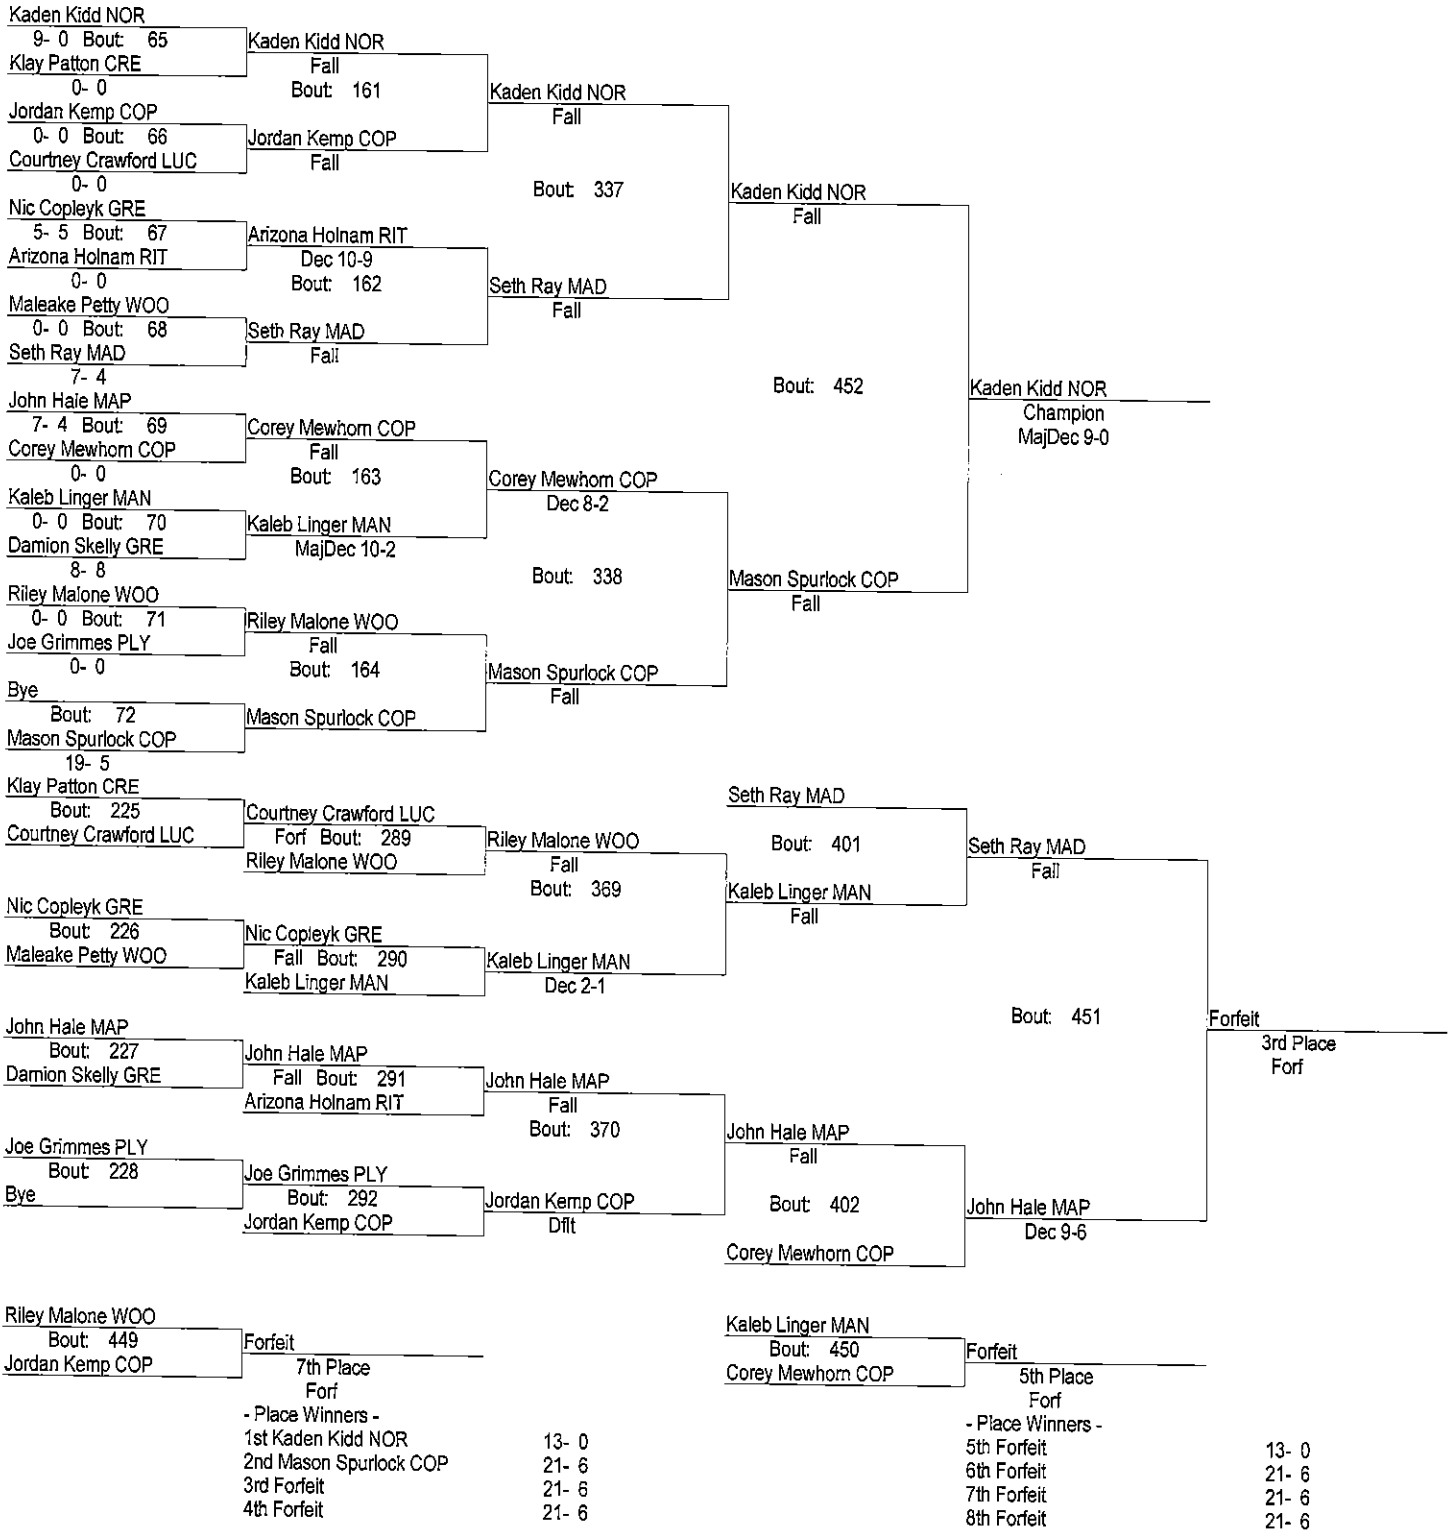 Kaden Kidd NOR
9- 0 Bout: 65
Klay Patton CRE
0- 0
Jordan Kemp COP
0- 0 Bout: 66
Courtney Crawford LUC
0- 0
Nic Copleyk GRE
5- 5 Bout: 67
Arizona Holnam RIT
0- 0
Maleake Petty WOO
0- 0 Bout: 68
Seth Ray MAD
7- 4
John Hale MAP
7- 4 Bout: 69
Corey Mewhorn COP
0- 0
Kaleb Linger MAN
0- 0 Bout: 70
Damion Skelly GRE
8- 8
Riley Malone WOO
0- 0 Bout: 71
Joe Grimmes PLY
0- 0
Bye
Bout: 72
Mason Spurlock COP
19- 5
Kaden Kidd NOR
Fall
Bout: 161
Jordan Kemp COP
Fall
Arizona Holnam RIT
Dec 10-9
Bout: 162
Seth Ray MAD
Fall
Corey Mewhorn COP
Fall
Bout: 163
Kaleb Linger MAN
MajDec 10-2
Riley Malone WOO
Fall
Bout: 164
Mason Spurlock COP
Kaden Kidd NOR
Fall
Bout: 337
Seth Ray MAD
Fall
Corey Mewhorn COP
Dec 8-2
Bout: 338
Mason Spurlock COP
Fall
Kaden Kidd NOR
Fall
Bout: 452
Mason Spurlock COP
Fall
Kaden Kidd NOR
Champion
MajDec 9-0
Klay Patton CRE
Bout: 225
Courtney Crawford LUC
Nic Copleyk GRE
Bout: 226
Maleake Petty WOO
John Hale MAP
Bout: 227
Damion Skelly GRE
Joe Grimmes PLY
Bout: 228
Bye
Courtney Crawford LUC
Forf Bout: 289
Riley Malone WOO
Nic Copleyk GRE
Fall Bout: 290
Kaleb Linger MAN
John Hale MAP
Fall Bout: 291
Arizona Holnam RIT
Joe Grimmes PLY
Bout: 292
Jordan Kemp COP
Riley Malone WOO
Fall
Bout: 369
Kaleb Linger MAN
Dec 2-1
John Hale MAP
Fall
Bout: 370
Jordan Kemp COP
Dflt
Seth Ray MAD
Bout: 401
Kaleb Linger MAN
Fall
John Hale MAP
Fall
Bout: 402
Corey Mewhorn COP
Seth Ray MAD
Fall
Bout: 451
John Hale MAP
Dec 9-6
Forfeit
3rd Place
Forf
Riley Malone WOO
Bout: 449
Jordan Kemp COP
Forfeit
7th Place
Forf
- Place Winners -
1st Kaden Kidd NOR 13- 0
2nd Mason Spurlock COP 21- 6
3rd Forfeit 21- 6
4th Forfeit 21- 6
Kaleb Linger MAN
Bout: 450
Corey Mewhorn COP
Forfeit
5th Place
Forf
- Place Winners -
5th Forfeit 13- 0
6th Forfeit 21- 6
7th Forfeit 21- 6
8th Forfeit 21- 6